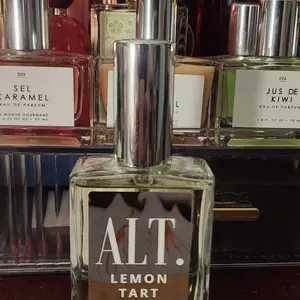 SEL
CARAMEL
EAU DE PARFUM
JUS DE
KIWI
EAU DE PARFUM
ALT.
LEMON
TART